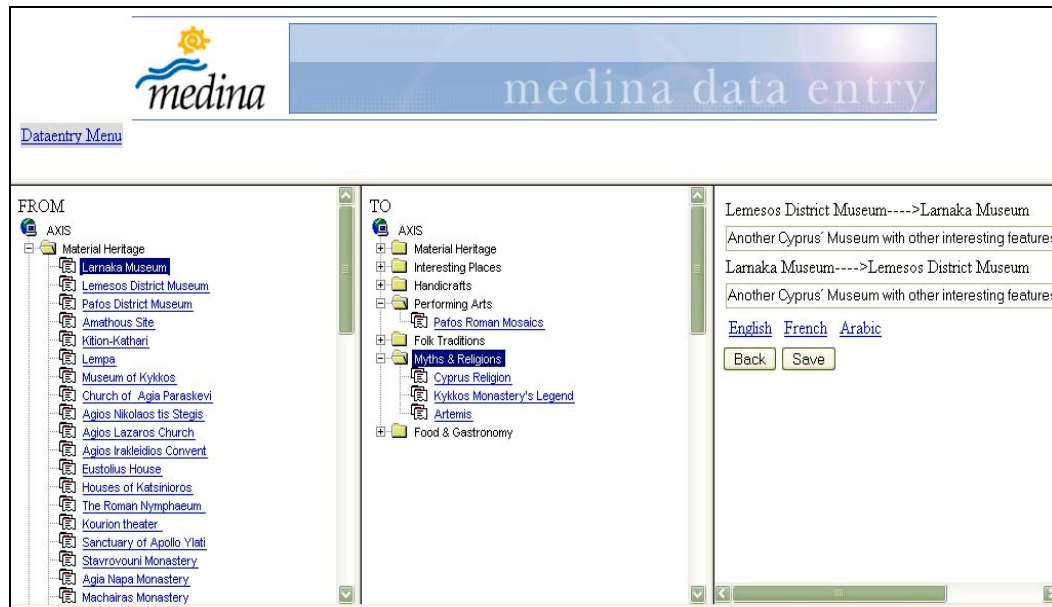 medina
medina data entry
Dataentry Menu
FROM
AXIS
Material Heritage
Larnaka Museum
Lemesos District Museum
Pafos District Museum
Amathous Site
Kition-Kathari
Lempa
Museum of Kykkos
Church of Agia Paraskevi
Agios Nikolaos tis Stegis
Agios Lazaros Church
Agios Irakleidios Convent
Eustolius House
Houses of Katsinioros
The Roman Nymphaeum
Kourion theater
Sanctuary of Apollo Ylati
Stavrovouni Monastery
Agia Napa Monastery
Machairas Monastery
TO
AXIS
Material Heritage
Interesting Places
Handicrafts
Performing Arts
Pafos Roman Mosaics
Folk Traditions
Myths & Religions
Cyprus Religion
Kykkos Monastery's Legend
Artemis
Food & Gastronomy
Lemesos District Museum---->Larnaka Museum
Another Cyprus´ Museum with other interesting features
Larnaka Museum---->Lemesos District Museum
Another Cyprus´ Museum with other interesting features
English French Arabic
Back Save